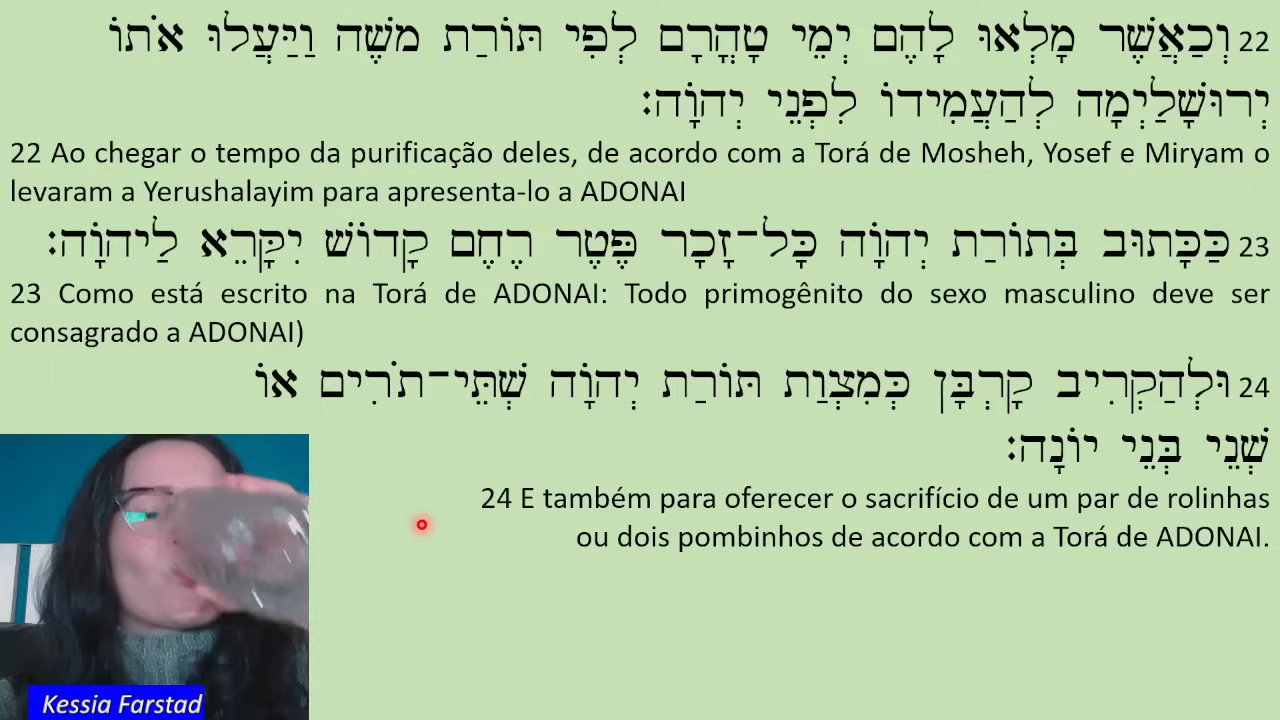 22 וְכַאֲשֶׁר מָלְאוּ לָהֶם יְמֵי טָהֳרָם לְפִי תּוֹרַת משֶׁה וַיַּעֲלוּ אֹתוֹ
יְרוּשָׁלַיְמָה לְהַעֲמִידוֹ לִפְנֵי יְהוָֹה׃
22 Ao chegar o tempo da purificação deles, de acordo com a Torá de Mosheh, Yosef e Miryam o
levaram a Yerushalayim para apresenta-lo a ADONAI
23 כַּכָּתוּב בְּתוֹרַת יְהוָֹה כָּל־זָכָר פֶּטֶר רֶחֶם קָדוֹשׁ יִקָּרֵא לַיהוָֹה׃
23 Como está escrito na Torá de ADONAI: Todo primogênito do sexo masculino deve ser
consagrado a ADONAI)
24 וּלְהַקְרִיב קָרְבָּן כְּמִצְוַת תּוֹרַת יְהוָֹה שְׁתֵּי־תֹרִים אוֹ
שְׁנֵי בְּנֵי יוֹנָה׃
24 E também para oferecer o sacrifício de um par de rolinhas
ou dois pombinhos de acordo com a Torá de ADONAI.
Kessia Farstad